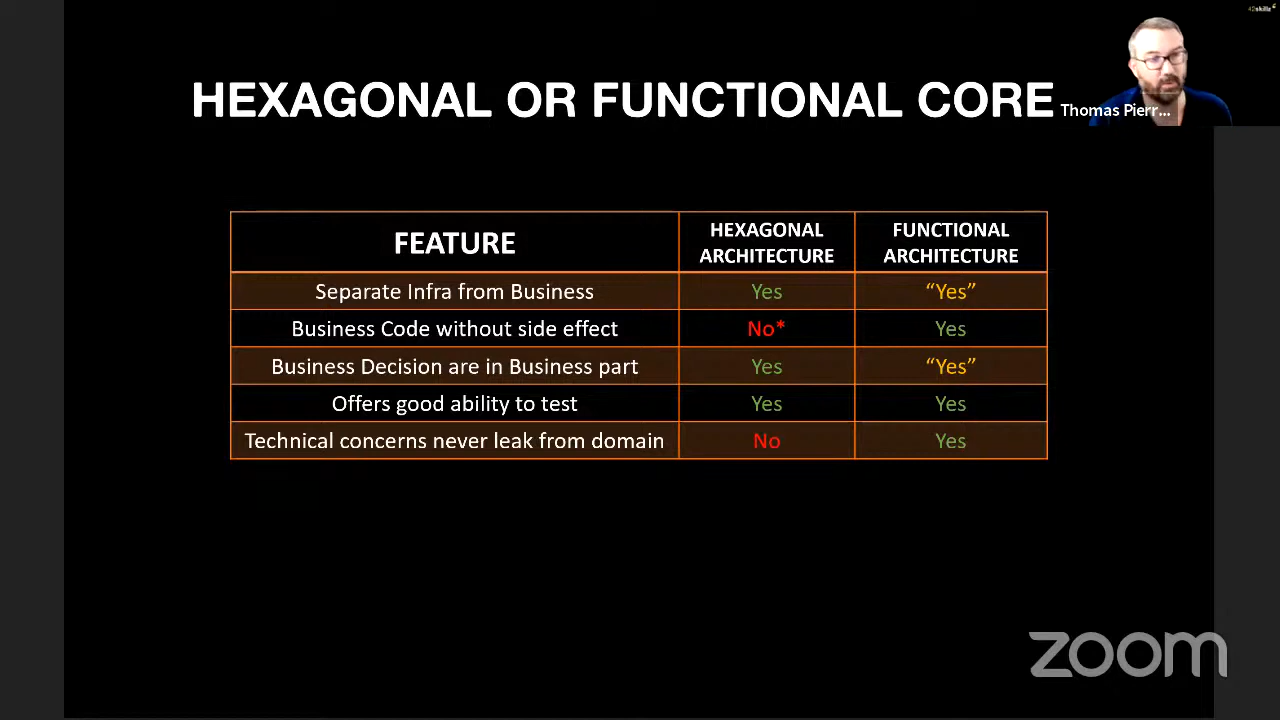 42skillz
HEXAGONAL OR FUNCTIONAL CORE
Thomas Pierr...
FEATURE
HEXAGONAL
ARCHITECTURE
FUNCTIONAL
ARCHITECTURE
Separate Infra from Business
Yes
“Yes”
Business Code without side effect
No*
Yes
Business Decision are in Business part
Yes
“Yes”
Offers good ability to test
Yes
Yes
Technical concerns never leak from domain
No
Yes
zoom